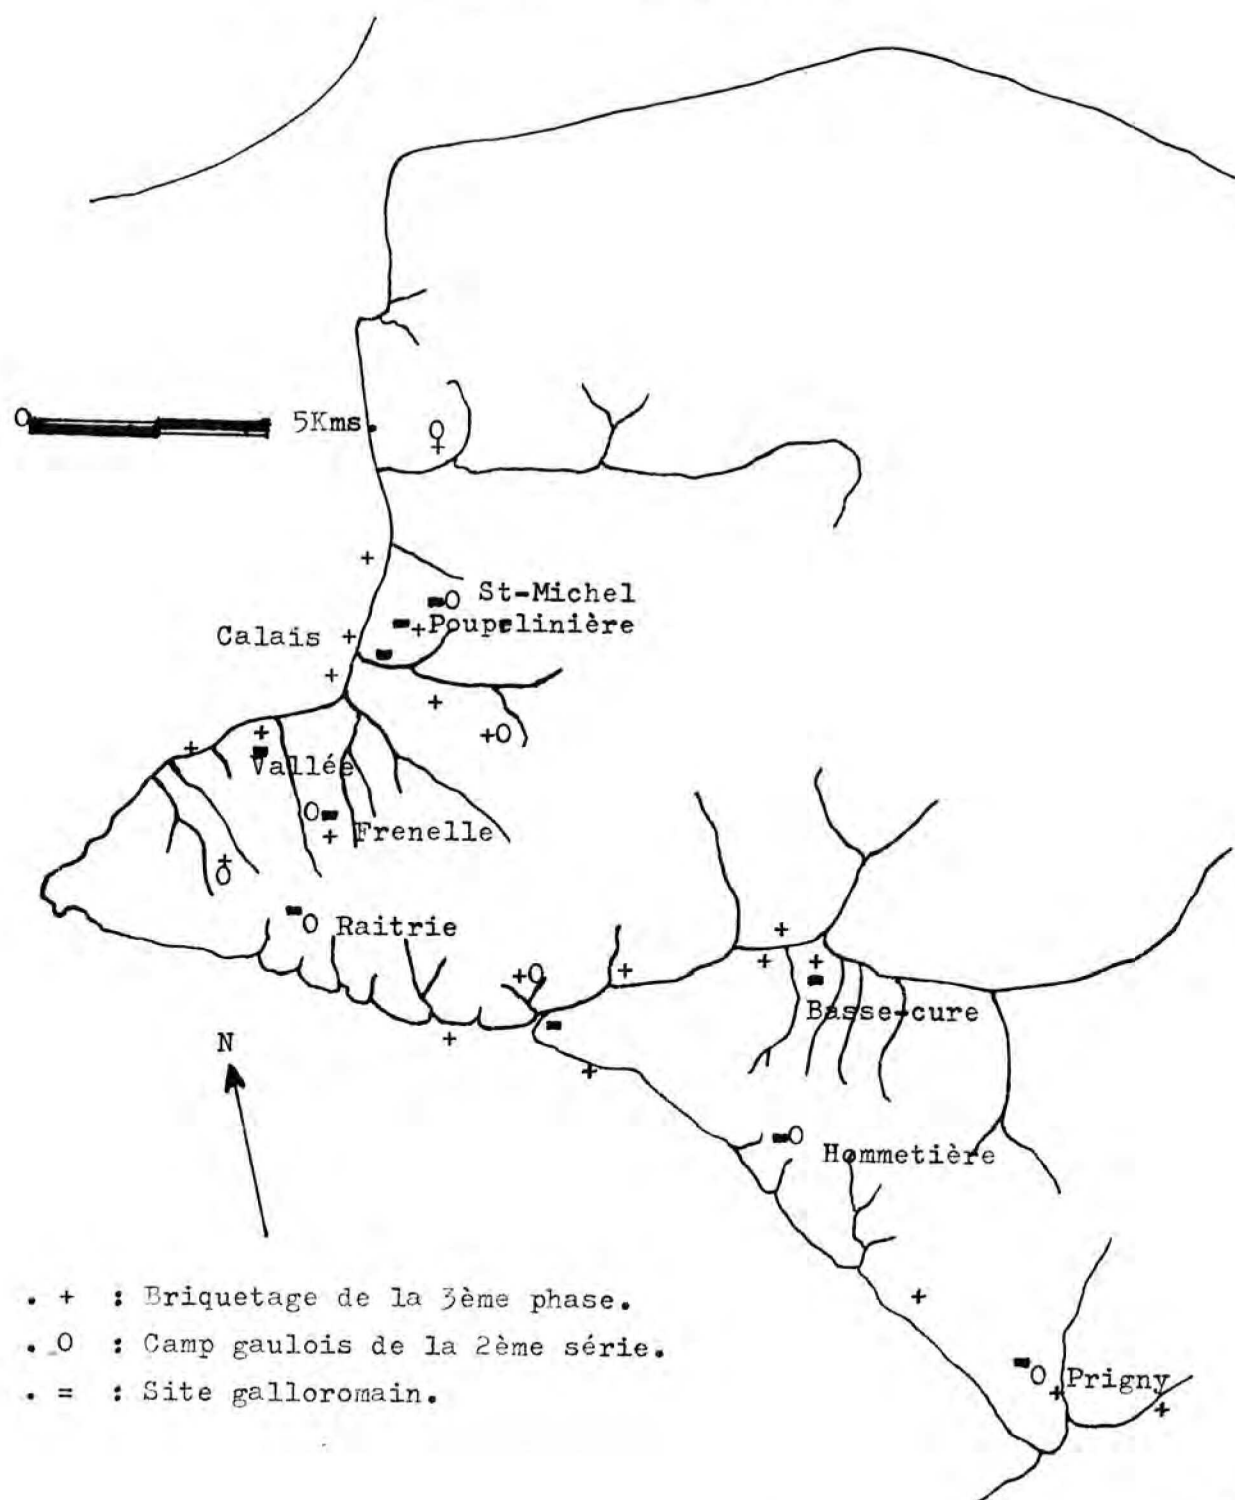 0 5Kms.
St-Michel
Poupelinière
Calais
Vallée
Frenelle
Raitrie
Basse-cure
N
Hommetière
Prigny
. + : Briquetage de la 3ème phase.
. O : Camp gaulois de la 2ème série.
. = : Site galloromain.